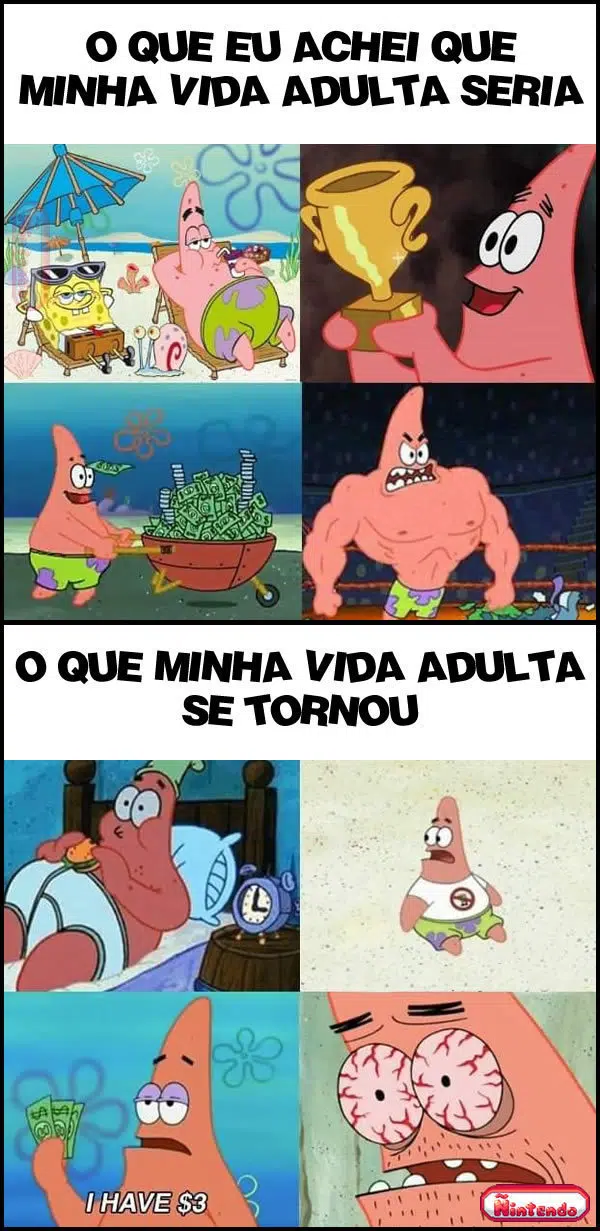 O QUE EU ACHEI QUE
MINHA VIDA ADULTA SERIA
O QUE MINHA VIDA ADULTA
SE TORNOU
I HAVE $3
Ñintendo